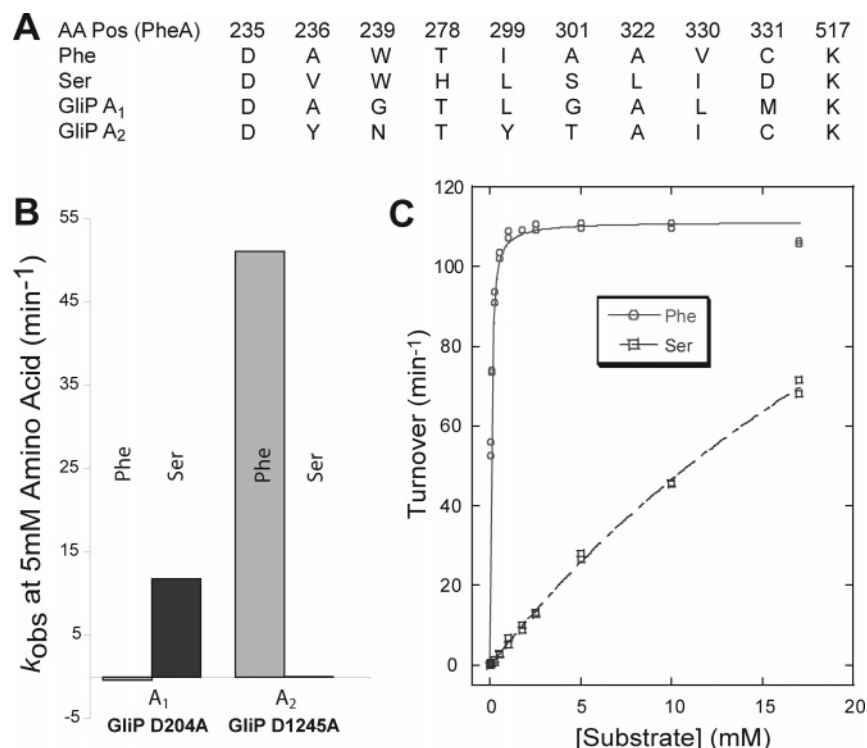 A
AA Pos (PheA) 235 236 239 278 299 301 322 330 331 517
Phe D A W T I A A V C K
Ser D V W H L S L I D K
GliP A1 D A G T L G A L M K
GliP A2 D Y N T Y T A I C K
B
kobs at 5mM Amino Acid (min-1)
55
45
35
25
15
5
-5
Phe
Ser
Phe
Ser
A1
A2
GliP D204A
GliP D1245A
C
Turnover (min-1)
120
100
80
60
40
20
0
Phe
Ser
0 5 10 15 20
[Substrate] (mM)